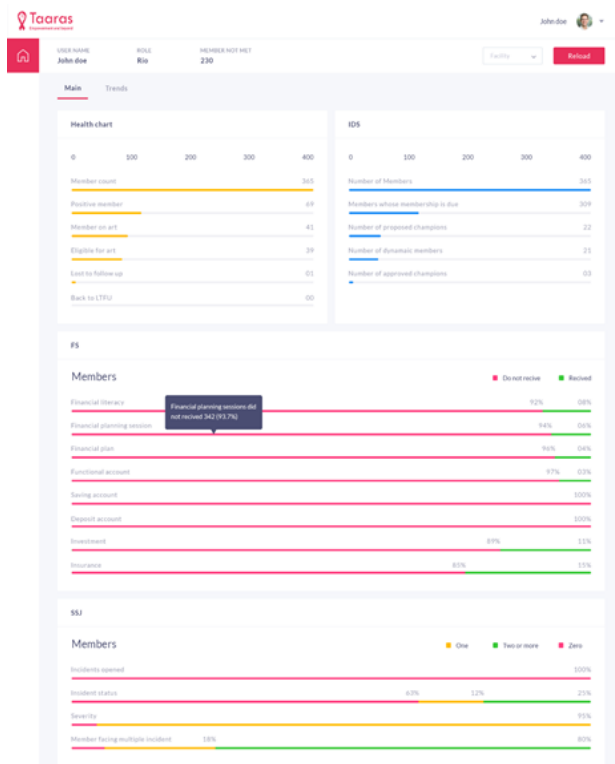 Taaras
John doe
USER NAME ROLE MEMBER NOT MET
John doe Rio 230
Facility Reload
Main Trends
Health chart
0 100 200 300 400
Member count 365
Positive member 69
Member on art 41
Eligible for art 39
Lost to follow up 01
Back to LTFU 00
IDS
0 100 200 300 400
Number of Members 365
Members whose membership is due 309
Number of proposed champions 22
Number of dynamaic members 21
Number of approved champions 03
FS
Members Do not recive Recived
Financial literacy 92% 08%
Financial planning sessions did
not recived 342 (93.7%)
Financial planning session 94% 06%
Financial plan 96% 04%
Functional account 97% 03%
Saving account 100%
Deposit account 100%
Investment 89% 11%
Insurance 85% 15%
SSJ
Members One Two or more Zero
Incidents opened 100%
Incident status 63% 12% 25%
Severity 95%
Member facing multiple incident 18% 80%